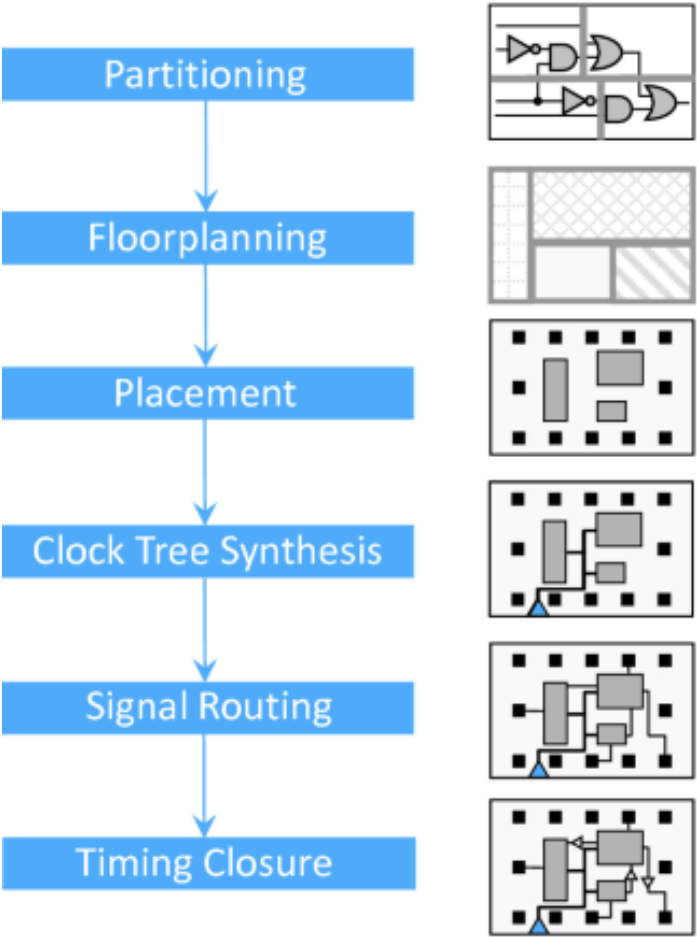 Partitioning
Floorplanning
Placement
Clock Tree Synthesis
Signal Routing
Timing Closure